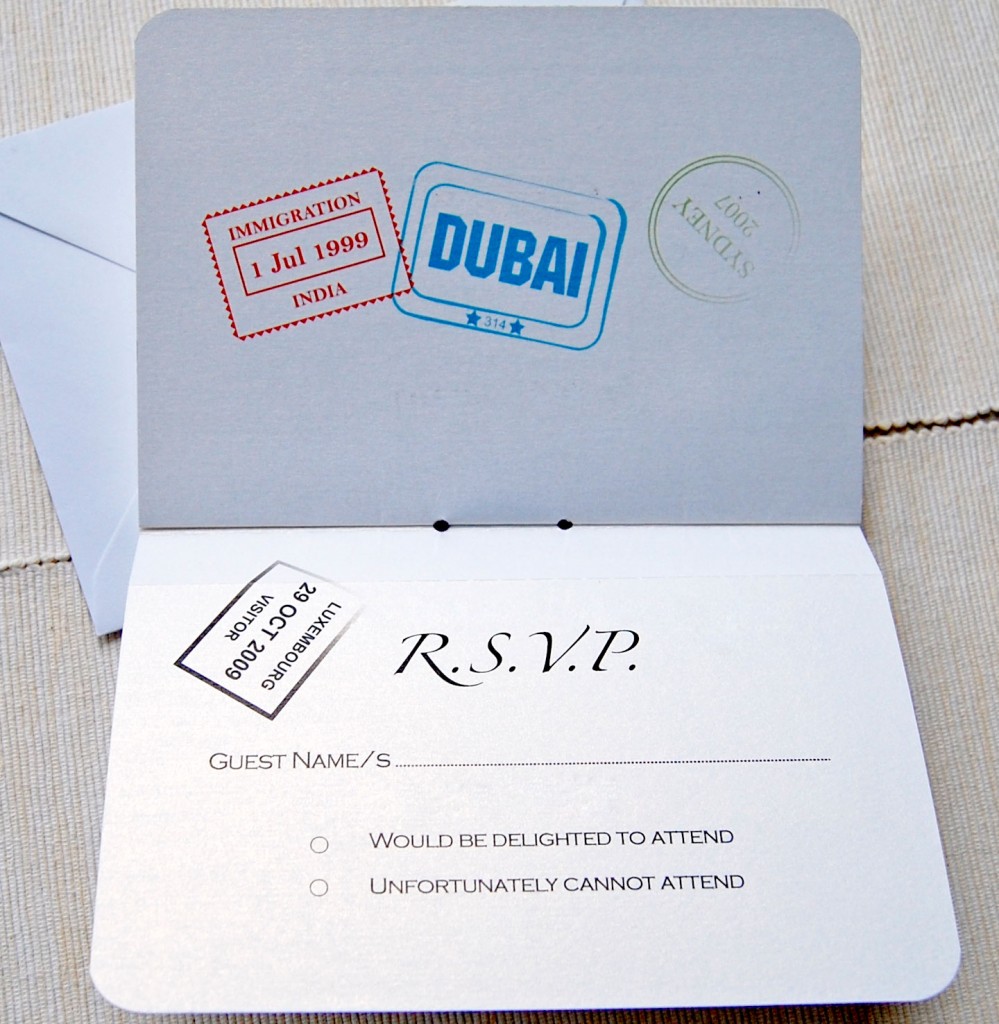 IMMIGRATION
1 Jul 1999
INDIA
DUBAI
314
SYDNEY
2007
LUXEMBOURG
29 OCT 2009
VISITOR
R.S.V.P.
GUEST NAME/S
WOULD BE DELIGHTED TO ATTEND
UNFORTUNATELY CANNOT ATTEND